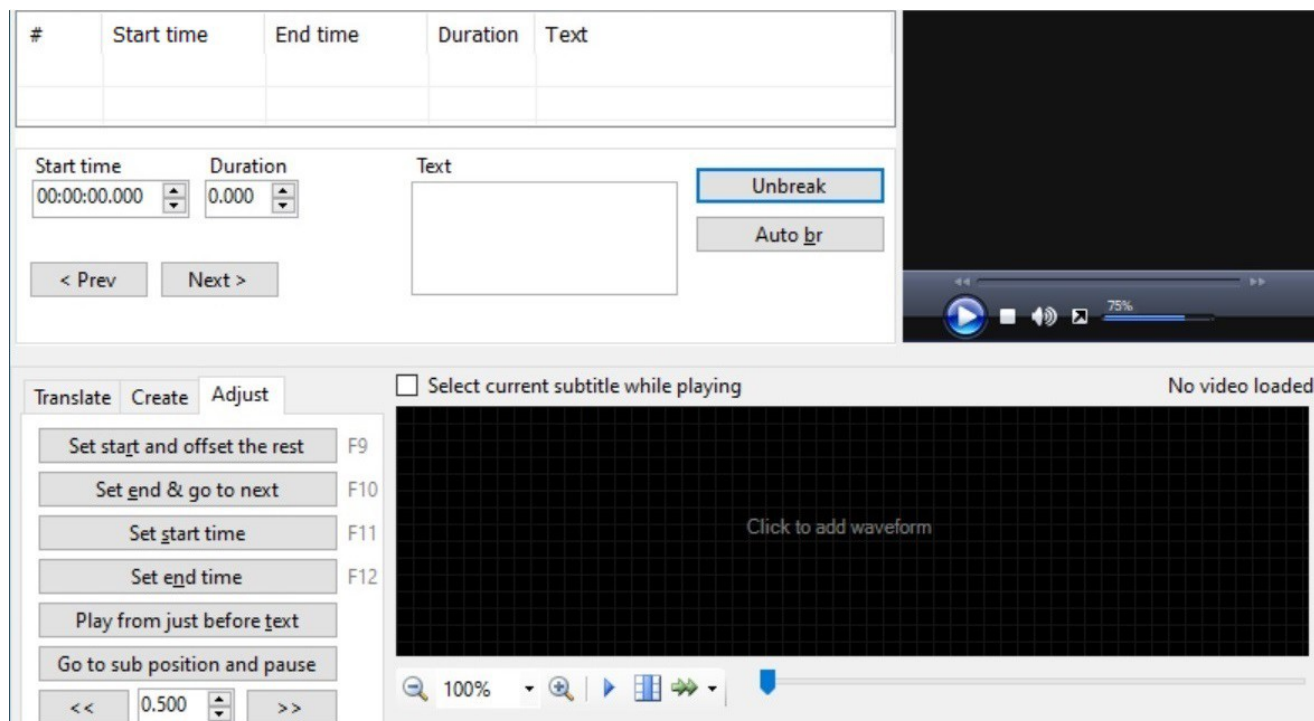 # Start time End time Duration Text
Start time Duration Text
00:00:00.000 0.000
Unbreak
Auto br
< Prev Next >
75%
Translate Create Adjust
Select current subtitle while playing No video loaded
Set start and offset the rest F9
Set end & go to next F10
Set start time F11
Set end time F12
Play from just before text
Go to sub position and pause
<< 0.500 >>
Click to add waveform
100%